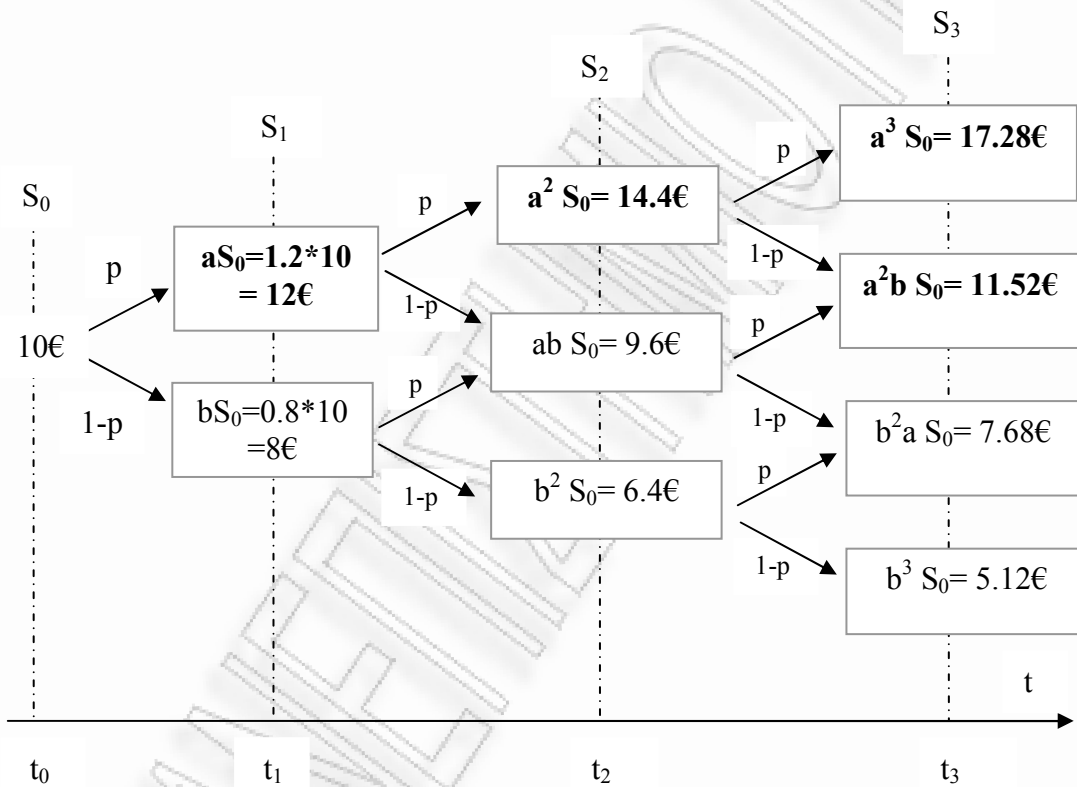 S₀
10€
p
1-p
S₁
aS₀=1.2*10
= 12€
bS₀=0.8*10
=8€
p
1-p
p
1-p
S₂
a² S₀= 14.4€
ab S₀= 9.6€
b² S₀= 6.4€
p
1-p
p
1-p
p
1-p
S₃
a³ S₀= 17.28€
a²b S₀= 11.52€
b²a S₀= 7.68€
b³ S₀= 5.12€
t
t₀
t₁
t₂
t₃